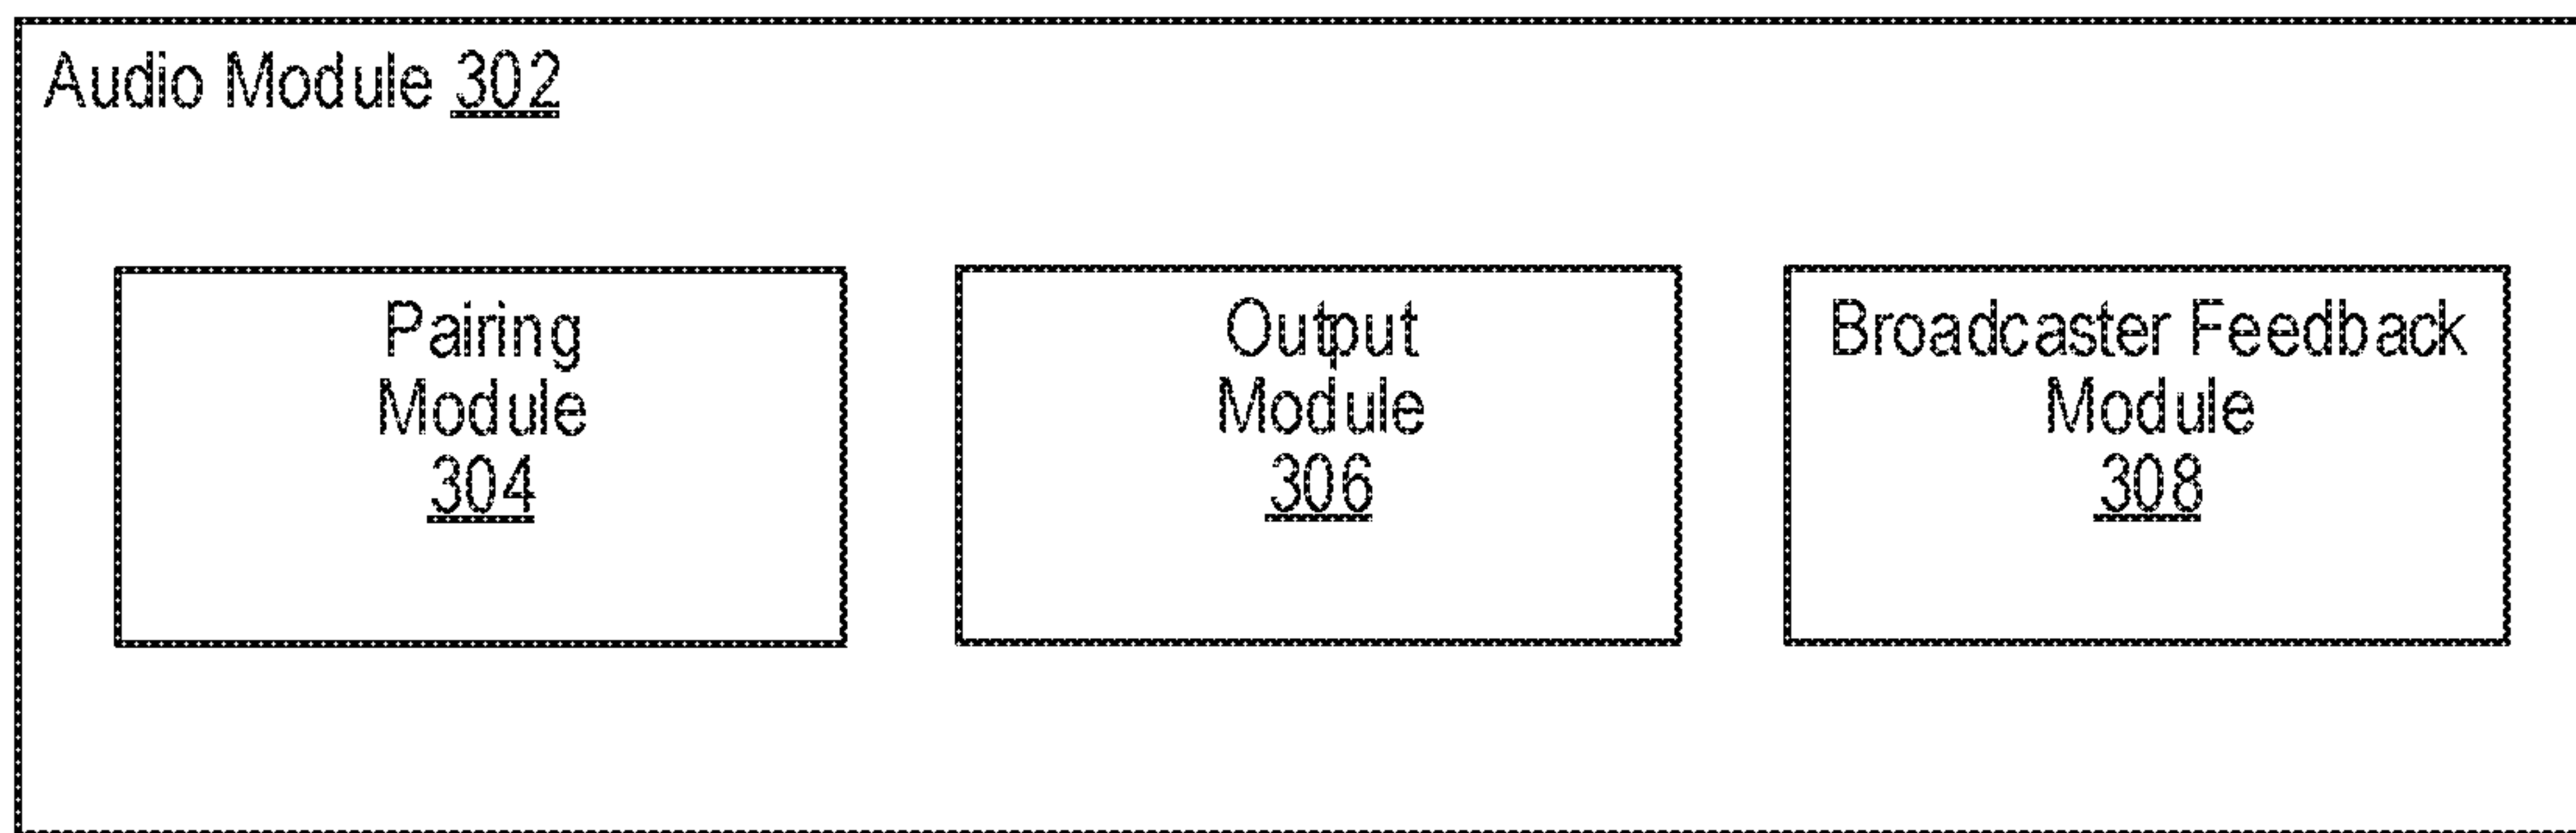 Audio Module 302
Pairing
Module
304
Output
Module
306
Broadcaster Feedback
Module
308